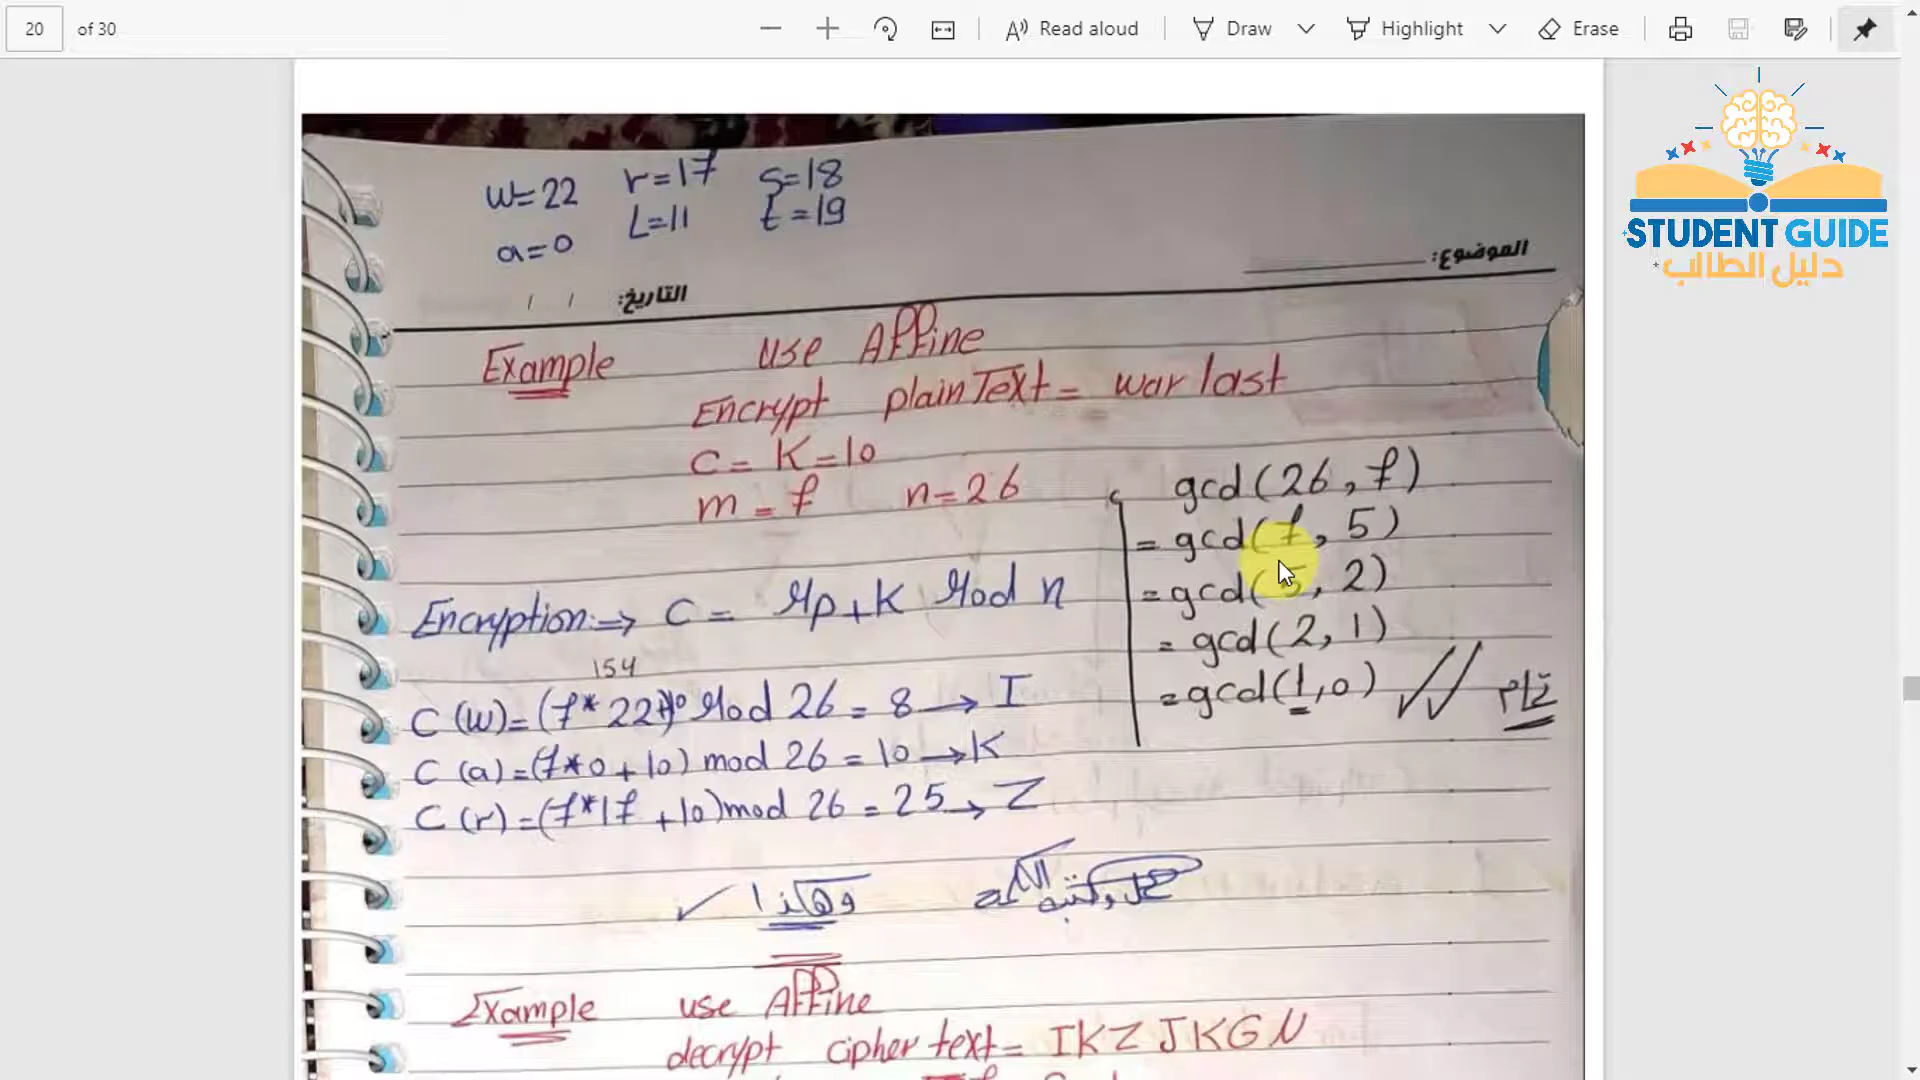 20 of 30 Read aloud Draw Highlight Erase
STUDENT GUIDE
دليل الطالب
w=22 r=17 s=18
a=0 L=11 t=19
الموضوع:
التاريخ: / /
Example use Affine
Encrypt plainText = war last
C = K=10
m = 7 n=26
gcd(26, 7)
= gcd(7, 5)
= gcd(5, 2)
= gcd(2, 1)
= gcd(1,0) تمام
Encryption:⇒ C = Mp+K Mod n
154
C (w)=(7*22+10 Mod 26 = 8 → I
C (a)=(7*0+10) mod 26 = 10 → K
C (r)=(7*17 +10)mod 26 = 25 → Z
وهكذا
Example use Affine
decrypt cipher text = IKZJKGN